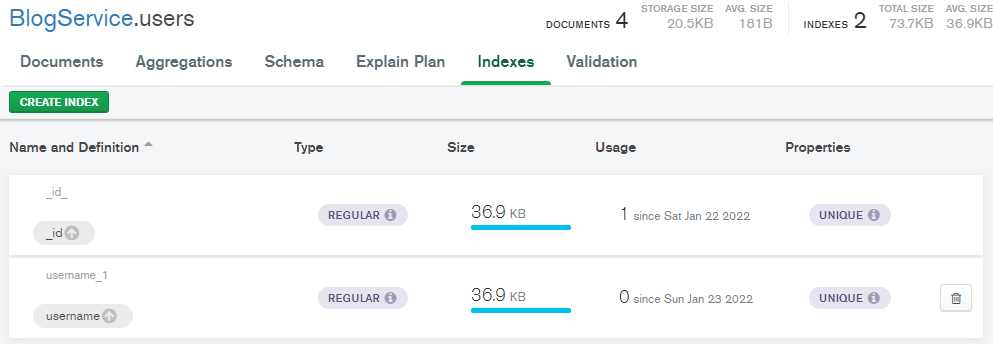 BlogService.users
DOCUMENTS 4
STORAGE SIZE
20.5KB
AVG. SIZE
181B
INDEXES 2
TOTAL SIZE
73.7KB
AVG. SIZE
36.9KB
Documents Aggregations Schema Explain Plan Indexes Validation
CREATE INDEX
Name and Definition Type Size Usage Properties
_id_
_id REGULAR 36.9 KB 1 since Sat Jan 22 2022 UNIQUE
username_1
username REGULAR 36.9 KB 0 since Sun Jan 23 2022 UNIQUE